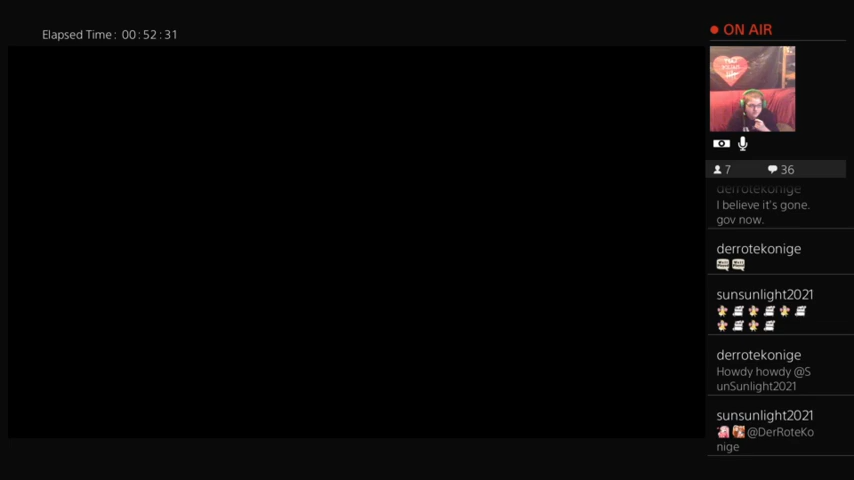 Elapsed Time: 00:52:31
ON AIR
7
36
derrotekonige
I believe it's gone.
gov now.
derrotekonige
sunsunlight2021
derrotekonige
Howdy howdy @S
unSunlight2021
sunsunlight2021
@DerRoteKo
nige